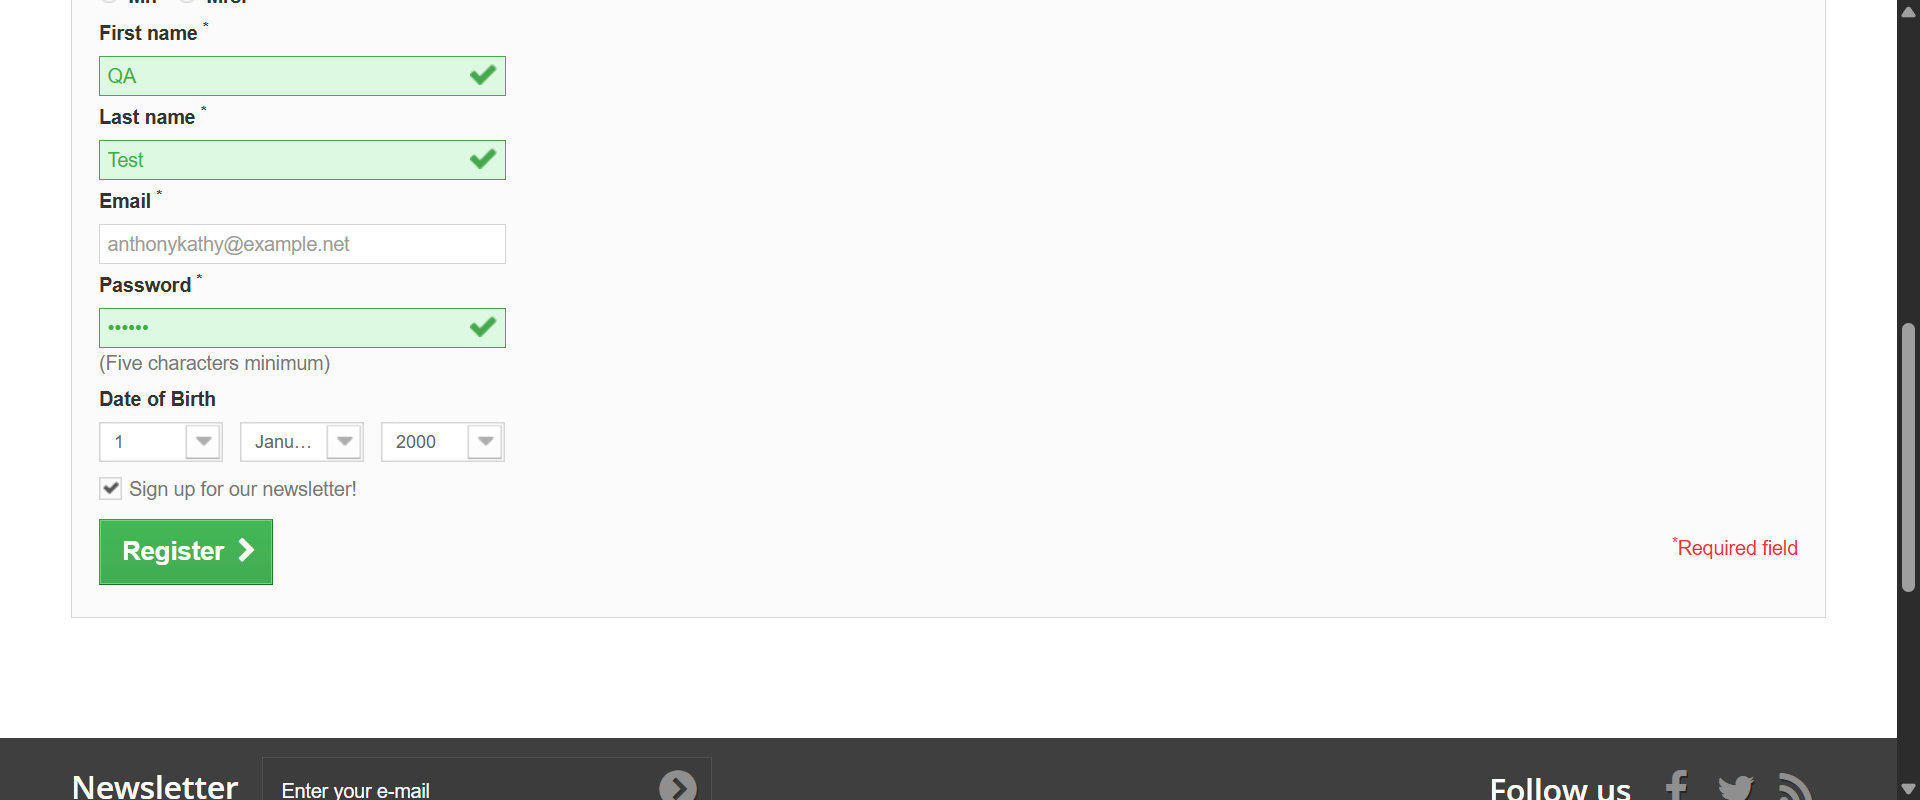 First name *
QA
Last name *
Test
Email *
anthonykathy@example.net
Password *
••••••
(Five characters minimum)
Date of Birth
1 Janu... 2000
Sign up for our newsletter!
Register
*Required field
Newsletter Enter your e-mail Follow us